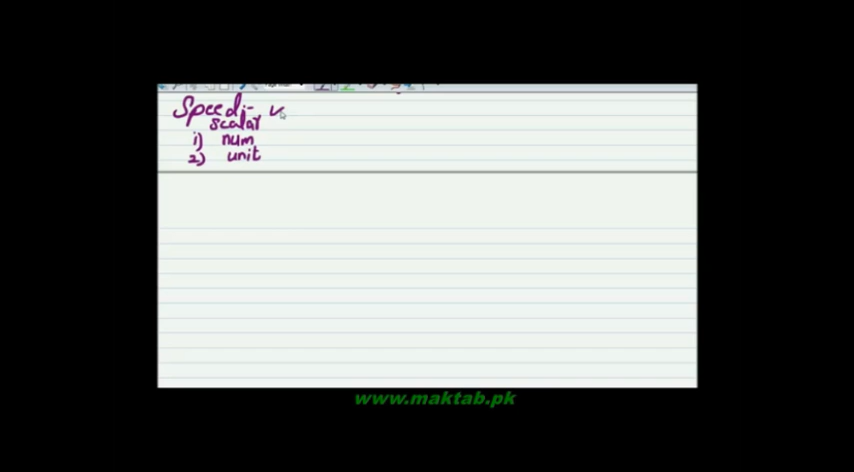 Speed:- v
scalar
i) num
2) unit
www.maktab.pk